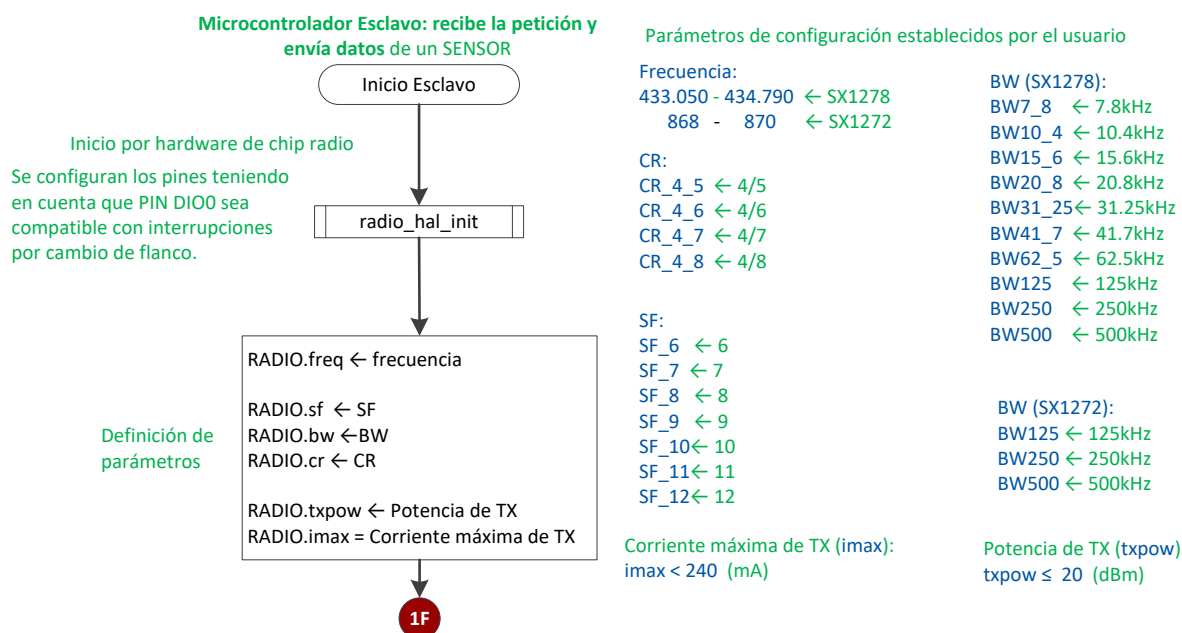 Microcontrolador Esclavo: recibe la petición y
envía datos de un SENSOR
Inicio Esclavo
Inicio por hardware de chip radio
Se configuran los pines teniendo
en cuenta que PIN DIO0 sea
compatible con interrupciones
por cambio de flanco.
radio_hal_init
Definición de
parámetros
RADIO.freq ← frecuencia
RADIO.sf ← SF
RADIO.bw ←BW
RADIO.cr ← CR
RADIO.txpow ← Potencia de TX
RADIO.imax = Corriente máxima de TX
1F
Parámetros de configuración establecidos por el usuario
Frecuencia:
433.050 - 434.790 ← SX1278
868 - 870 ← SX1272
CR:
CR_4_5 ← 4/5
CR_4_6 ← 4/6
CR_4_7 ← 4/7
CR_4_8 ← 4/8
SF:
SF_6 ← 6
SF_7 ← 7
SF_8 ← 8
SF_9 ← 9
SF_10← 10
SF_11← 11
SF_12← 12
Corriente máxima de TX (imax):
imax < 240 (mA)
BW (SX1278):
BW7_8 ← 7.8kHz
BW10_4 ← 10.4kHz
BW15_6 ← 15.6kHz
BW20_8 ← 20.8kHz
BW31_25← 31.25kHz
BW41_7 ← 41.7kHz
BW62_5 ← 62.5kHz
BW125 ← 125kHz
BW250 ← 250kHz
BW500 ← 500kHz
BW (SX1272):
BW125 ← 125kHz
BW250 ← 250kHz
BW500 ← 500kHz
Potencia de TX (txpow)
txpow ≤ 20 (dBm)